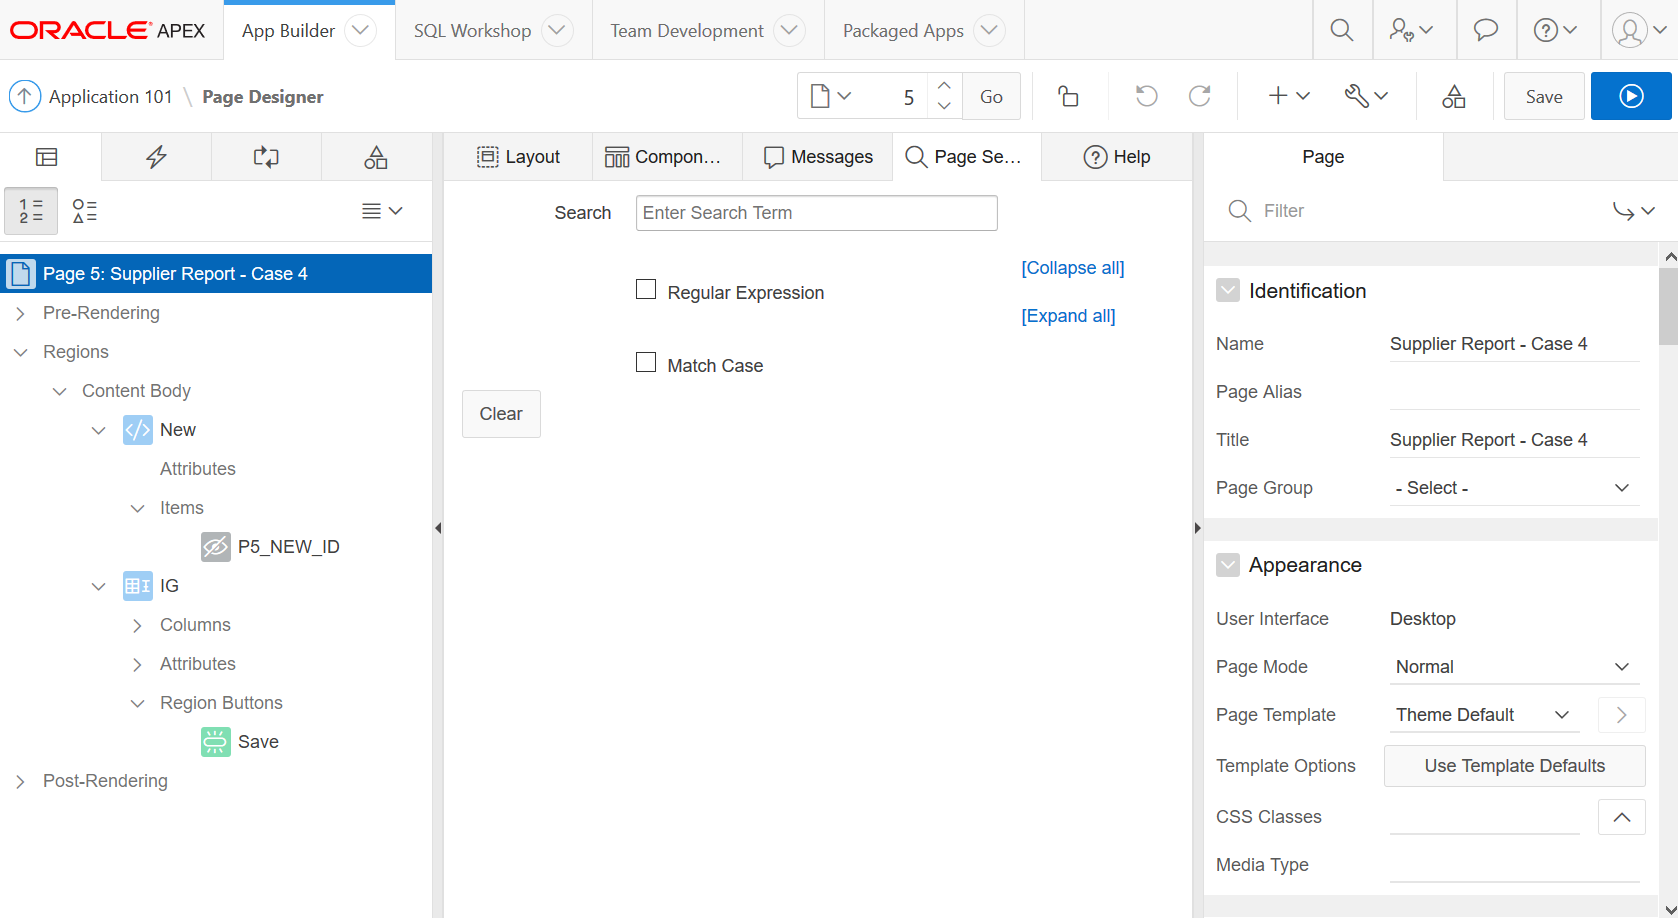 ORACLE APEX
App Builder
SQL Workshop
Team Development
Packaged Apps
Application 101 \ Page Designer
5
Go
Save
Layout
Compon...
Messages
Page Se...
Help
Page
1
2
Search
Enter Search Term
Filter
Page 5: Supplier Report - Case 4
Pre-Rendering
Regions
Content Body
New
Attributes
Items
P5_NEW_ID
IG
Columns
Attributes
Region Buttons
Save
Post-Rendering
[Collapse all]
Regular Expression
[Expand all]
Match Case
Clear
Identification
Name
Supplier Report - Case 4
Page Alias
Title
Supplier Report - Case 4
Page Group
- Select -
Appearance
User Interface
Desktop
Page Mode
Normal
Page Template
Theme Default
Template Options
Use Template Defaults
CSS Classes
Media Type